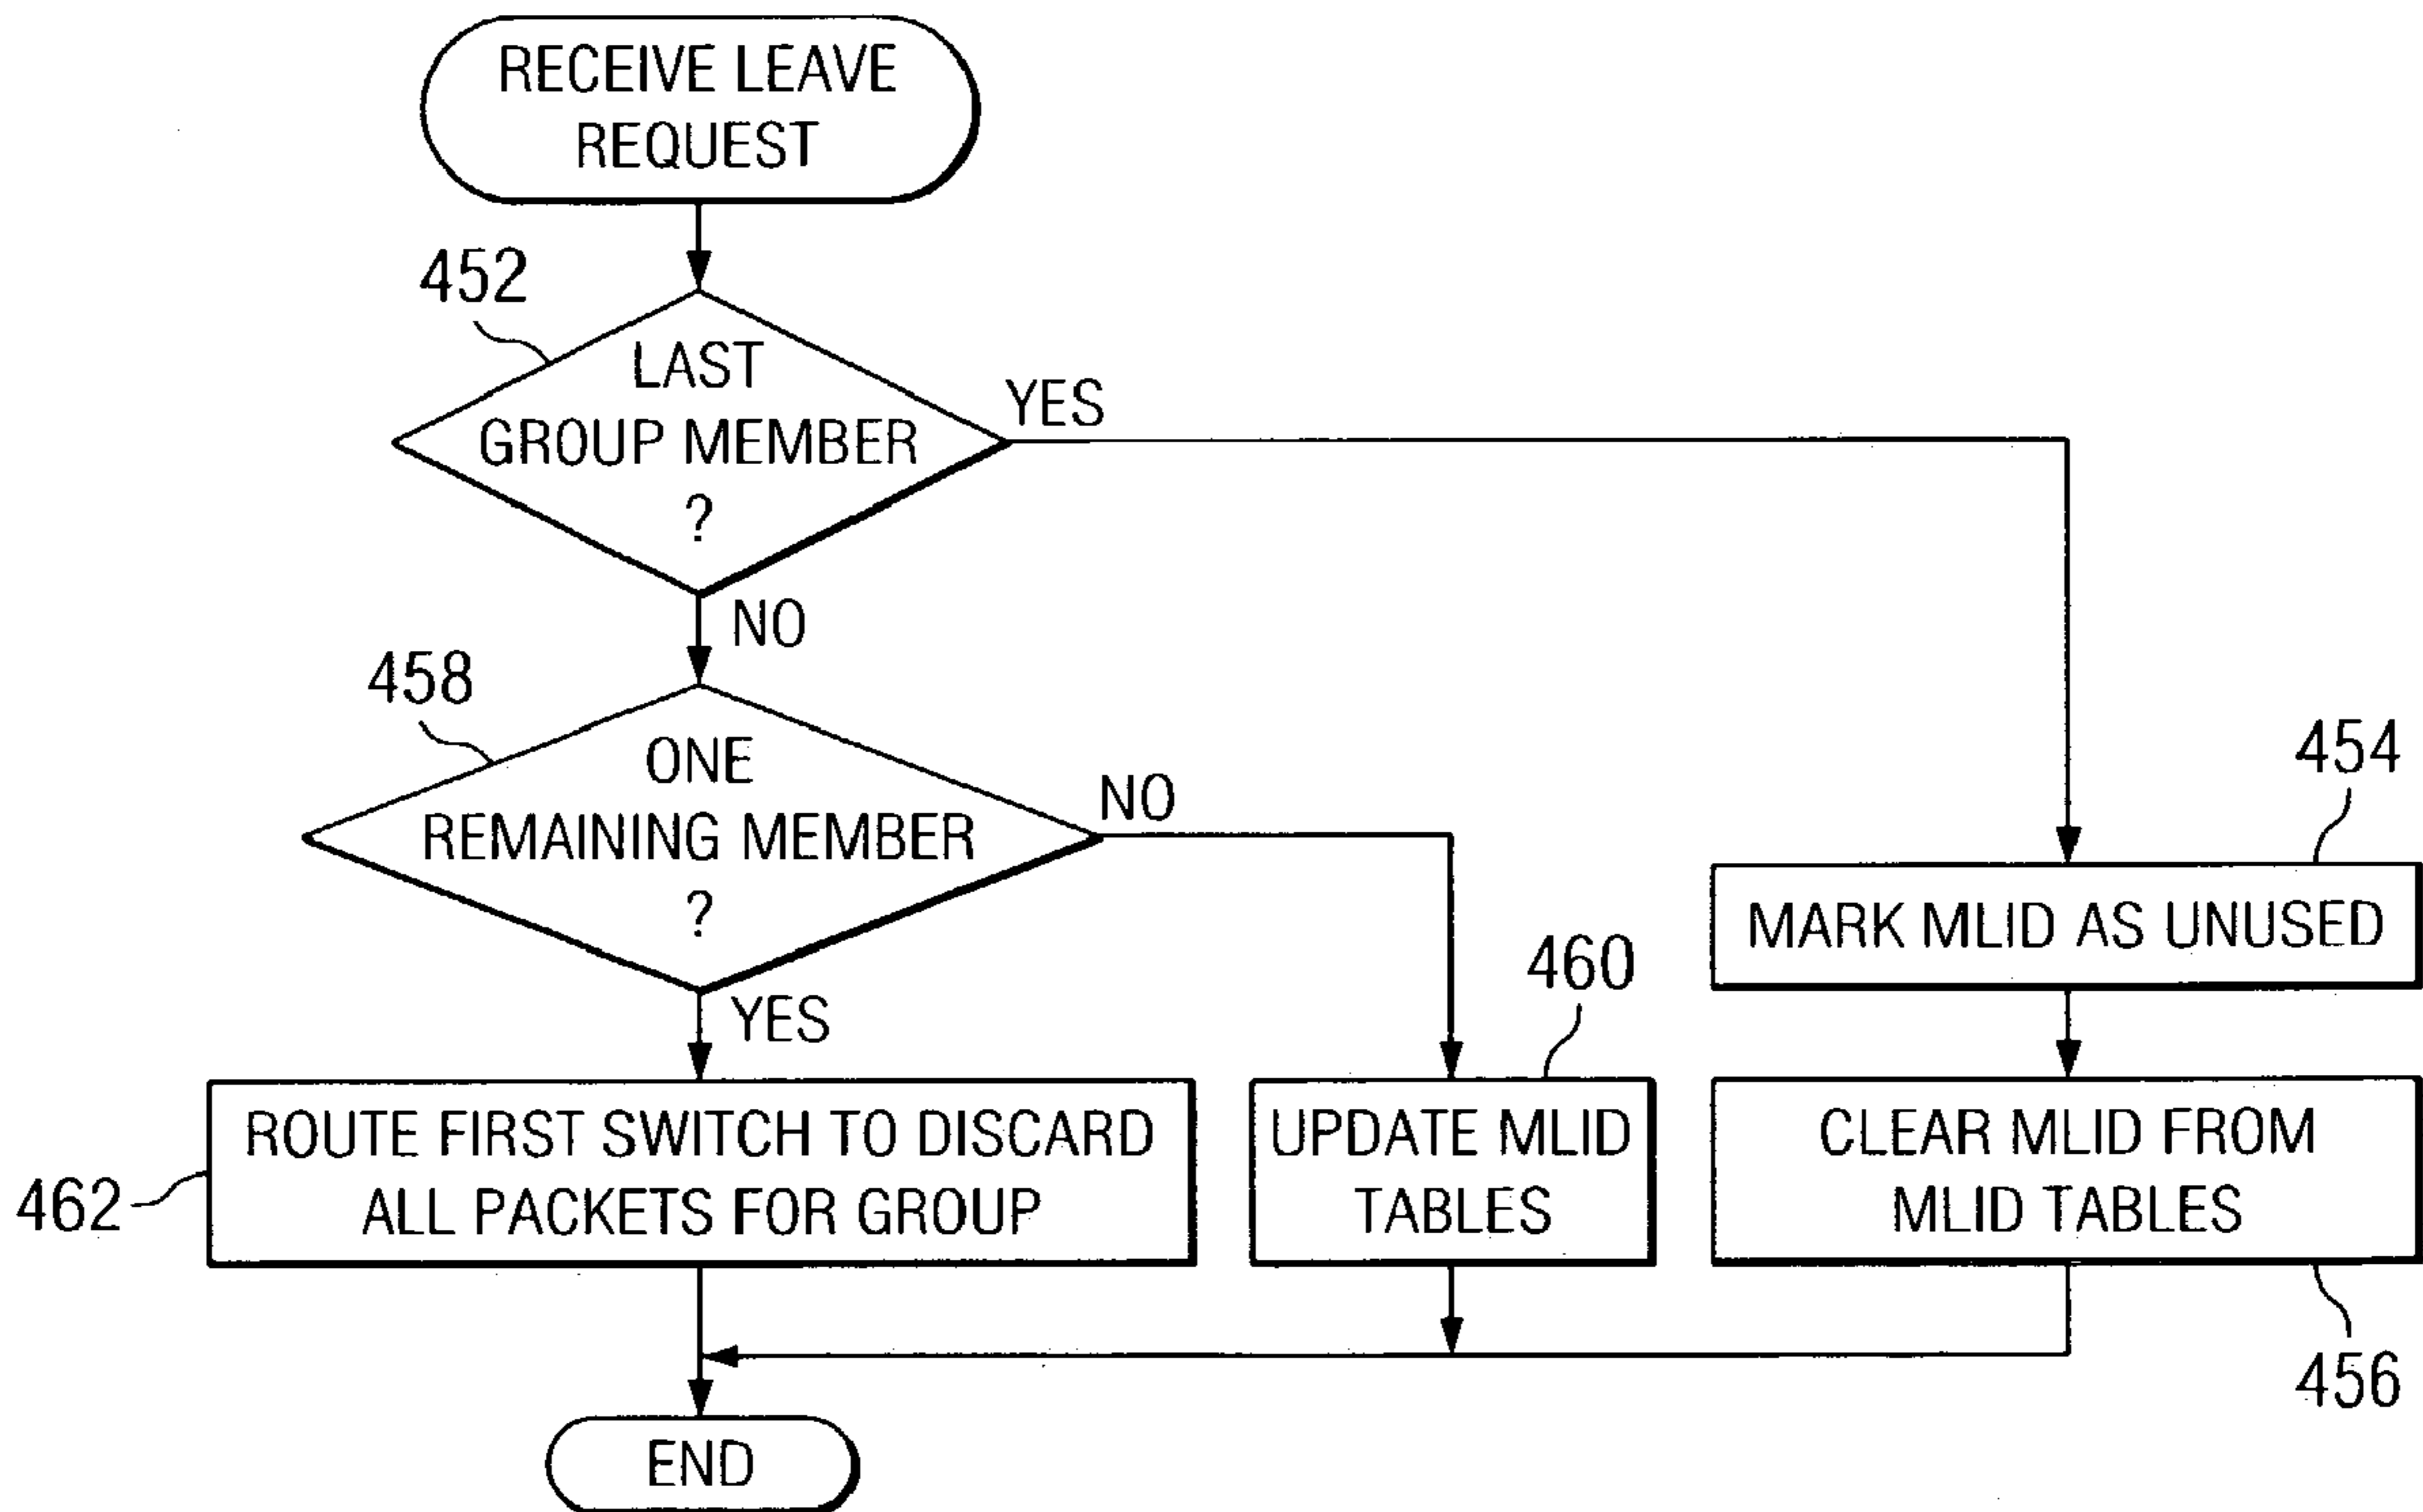 RECEIVE LEAVE
REQUEST
452
LAST
GROUP MEMBER
?
YES
NO
458
ONE
REMAINING MEMBER
?
NO
YES
454
MARK MLID AS UNUSED
460
462
ROUTE FIRST SWITCH TO DISCARD
ALL PACKETS FOR GROUP
UPDATE MLID
TABLES
CLEAR MLID FROM
MLID TABLES
456
END